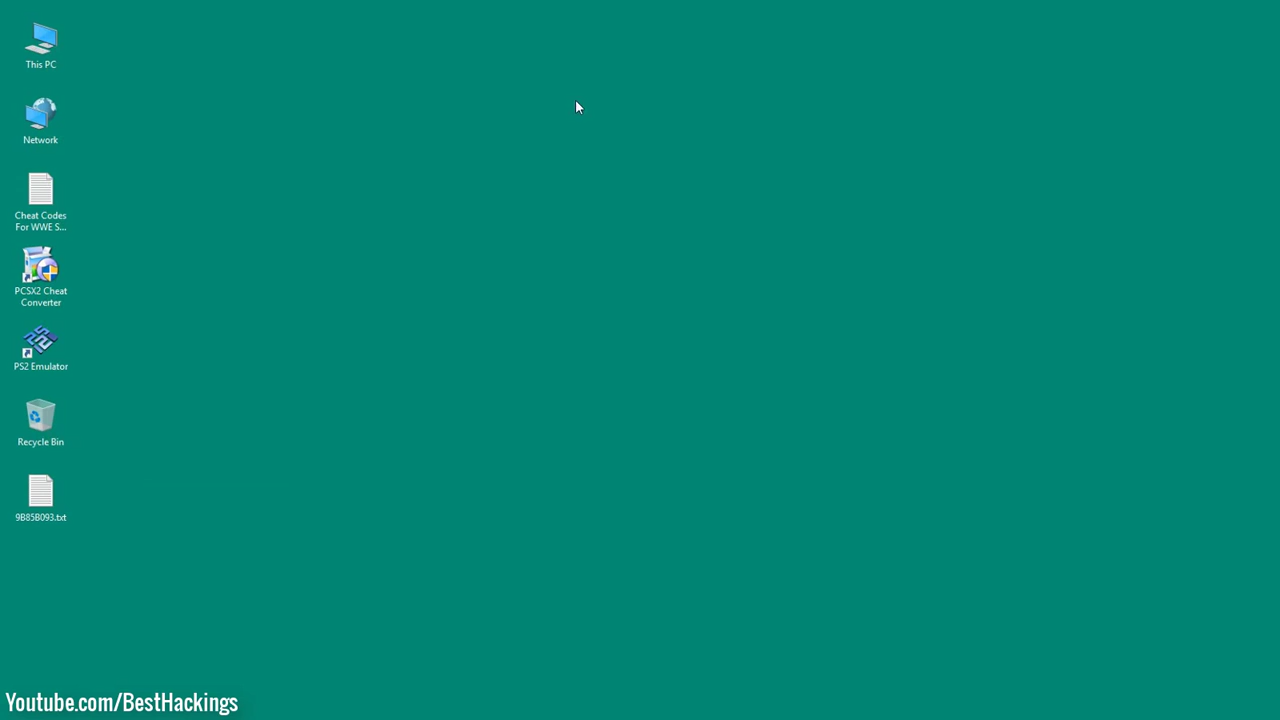 This PC
Network
Cheat Codes
For WWE S...
PCSX2 Cheat
Converter
PS2 Emulator
Recycle Bin
9B85B093.txt
Youtube.com/BestHackings